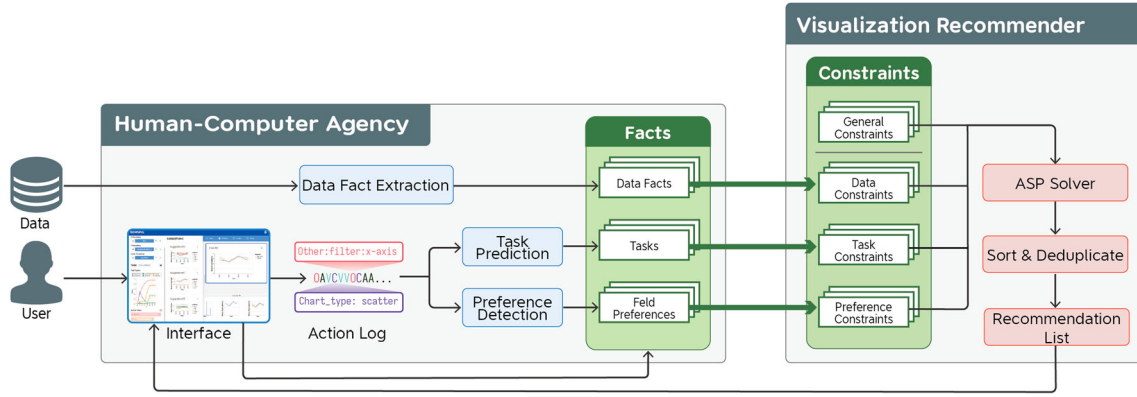 Visualization Recommender
Constraints
General
Constraints
Human-Computer Agency
Facts
Data
Data Fact Extraction
Data Facts
Data
Constraints
ASP Solver
User
Interface
Other:filter:x-axis
OAVCVVOCAA...
Chart_type: scatter
Action Log
Task
Prediction
Tasks
Task
Constraints
Sort & Deduplicate
Preference
Detection
Feld
Preferences
Preference
Constraints
Recommendation
List